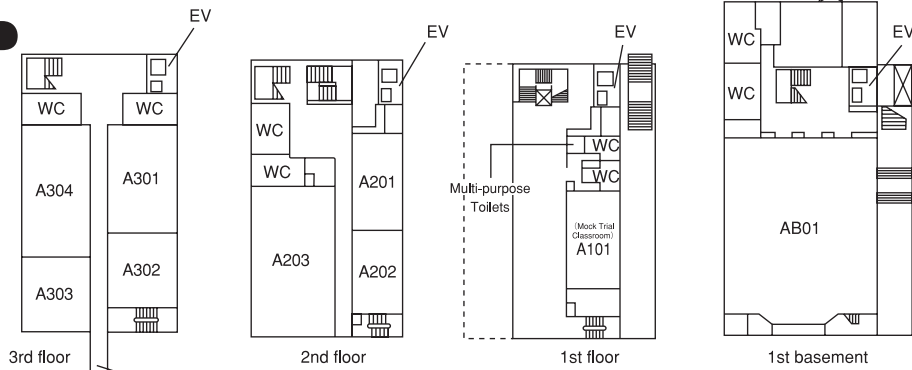 EV
WC
WC
A304
A301
A303
A302
3rd floor
EV
WC
WC
A201
A203
A202
2nd floor
EV
WC
WC
Multi-purpose
Toilets
(Mock Trial
Classroom)
A101
1st floor
WC
EV
WC
AB01
1st basement